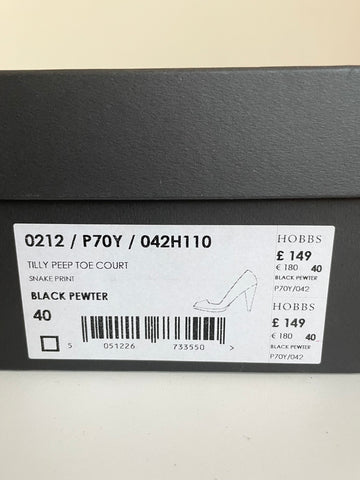 0212 / P70Y / 042H110
TILLY PEEP TOE COURT
SNAKE PRINT
BLACK PEWTER
40
5 051226 733550 >
HOBBS
£ 149
€ 180 40
BLACK PEWTER
P70Y/042
HOBBS
£ 149
€ 180 40
BLACK PEWTER
P70Y/042